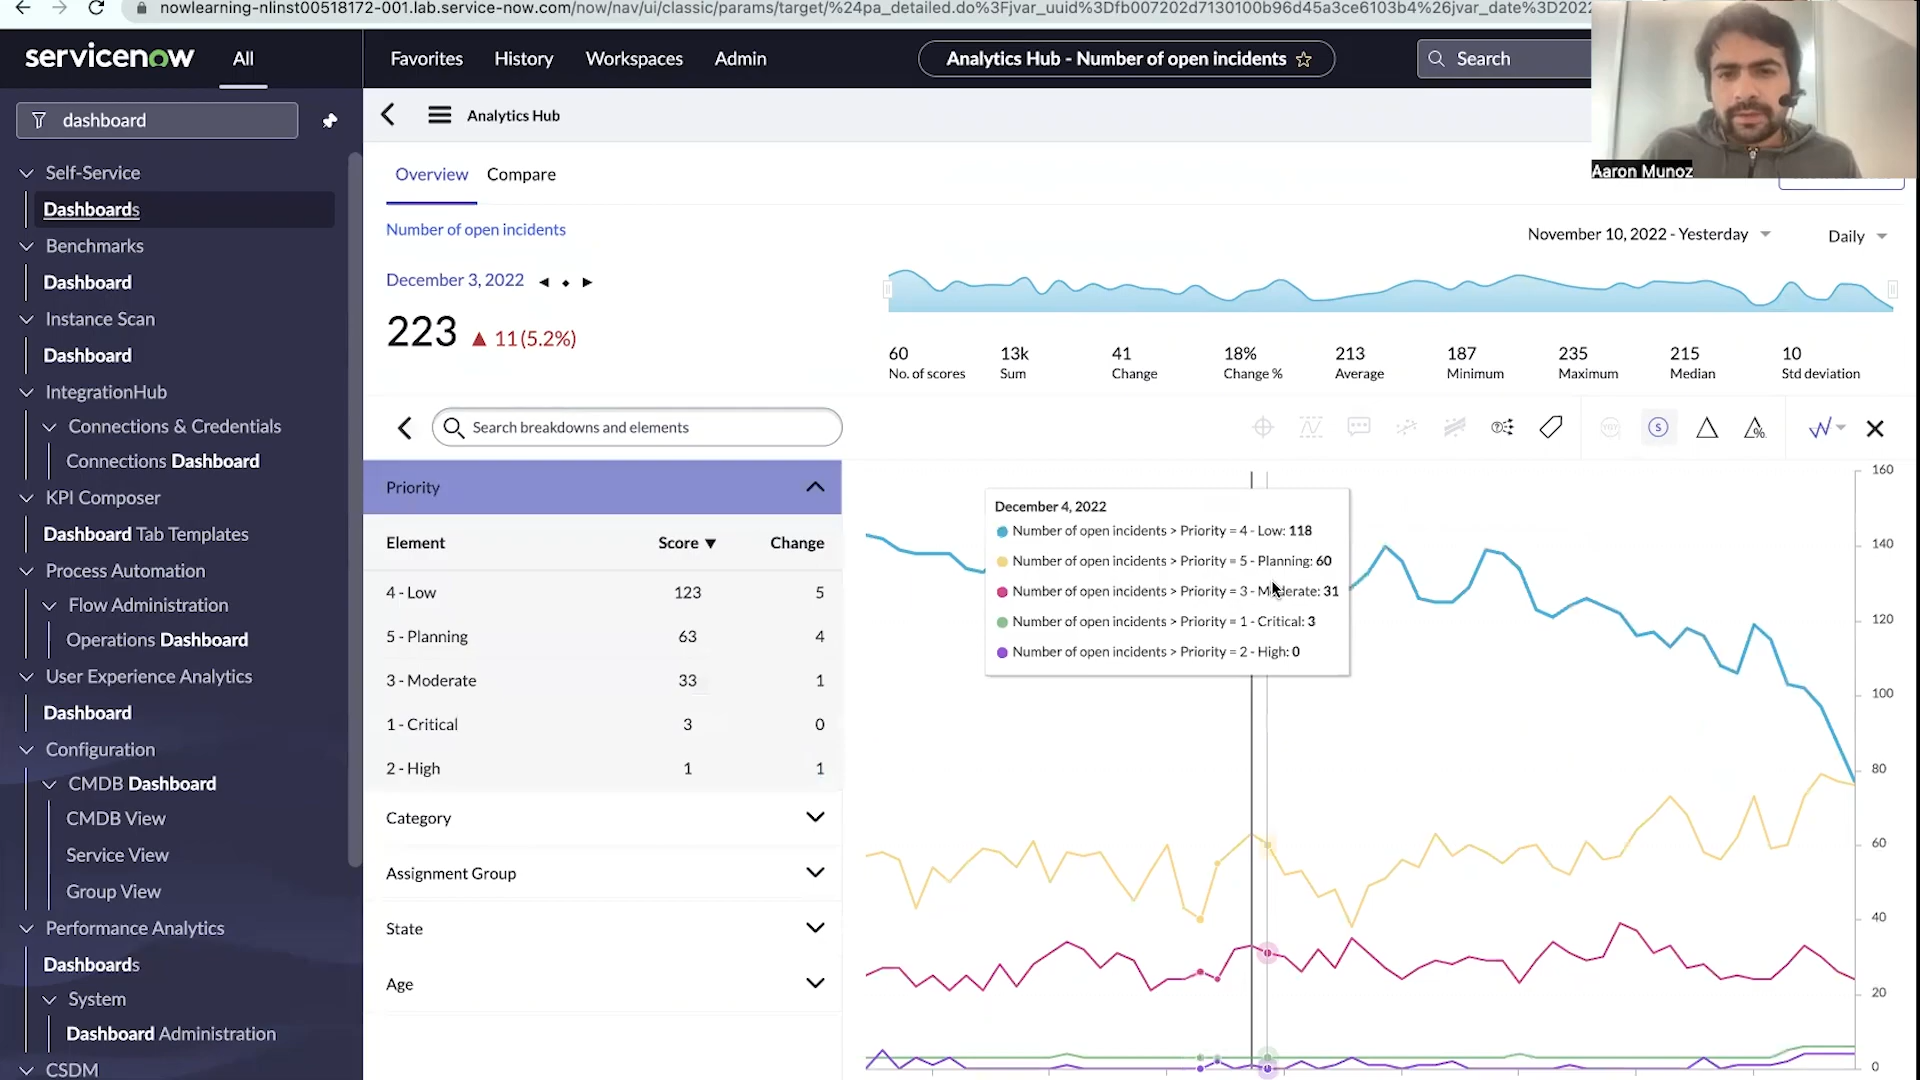 nowlearning-nlinst00518172-001.lab.service-now.com/now/nav/ui/classic/params/target/%24pa_detailed.do%3Fjvar_uuid%3Dfb007202d7130100b96d45a3ce6103b4%26jvar_date%3D2022
servicenow
All
Favorites
History
Workspaces
Admin
Analytics Hub - Number of open incidents
Search
Aaron Munoz
dashboard
Self-Service
Dashboards
Benchmarks
Dashboard
Instance Scan
Dashboard
IntegrationHub
Connections & Credentials
Connections Dashboard
KPI Composer
Dashboard Tab Templates
Process Automation
Flow Administration
Operations Dashboard
User Experience Analytics
Dashboard
Configuration
CMDB Dashboard
CMDB View
Service View
Group View
Performance Analytics
Dashboards
System
Dashboard Administration
CSDM
Analytics Hub
Overview
Compare
Number of open incidents
December 3, 2022
223
▲ 11 (5.2%)
November 10, 2022 - Yesterday
Daily
60
No. of scores
13k
Sum
41
Change
18%
Change %
213
Average
187
Minimum
235
Maximum
215
Median
10
Std deviation
Search breakdowns and elements
Priority
Element Score ▼ Change
4 - Low 123 5
5 - Planning 63 4
3 - Moderate 33 1
1 - Critical 3 0
2 - High 1 1
Category
Assignment Group
State
Age
December 4, 2022
Number of open incidents > Priority = 4 - Low: 118
Number of open incidents > Priority = 5 - Planning: 60
Number of open incidents > Priority = 3 - Moderate: 31
Number of open incidents > Priority = 1 - Critical: 3
Number of open incidents > Priority = 2 - High: 0
160
140
120
100
80
60
40
20
0